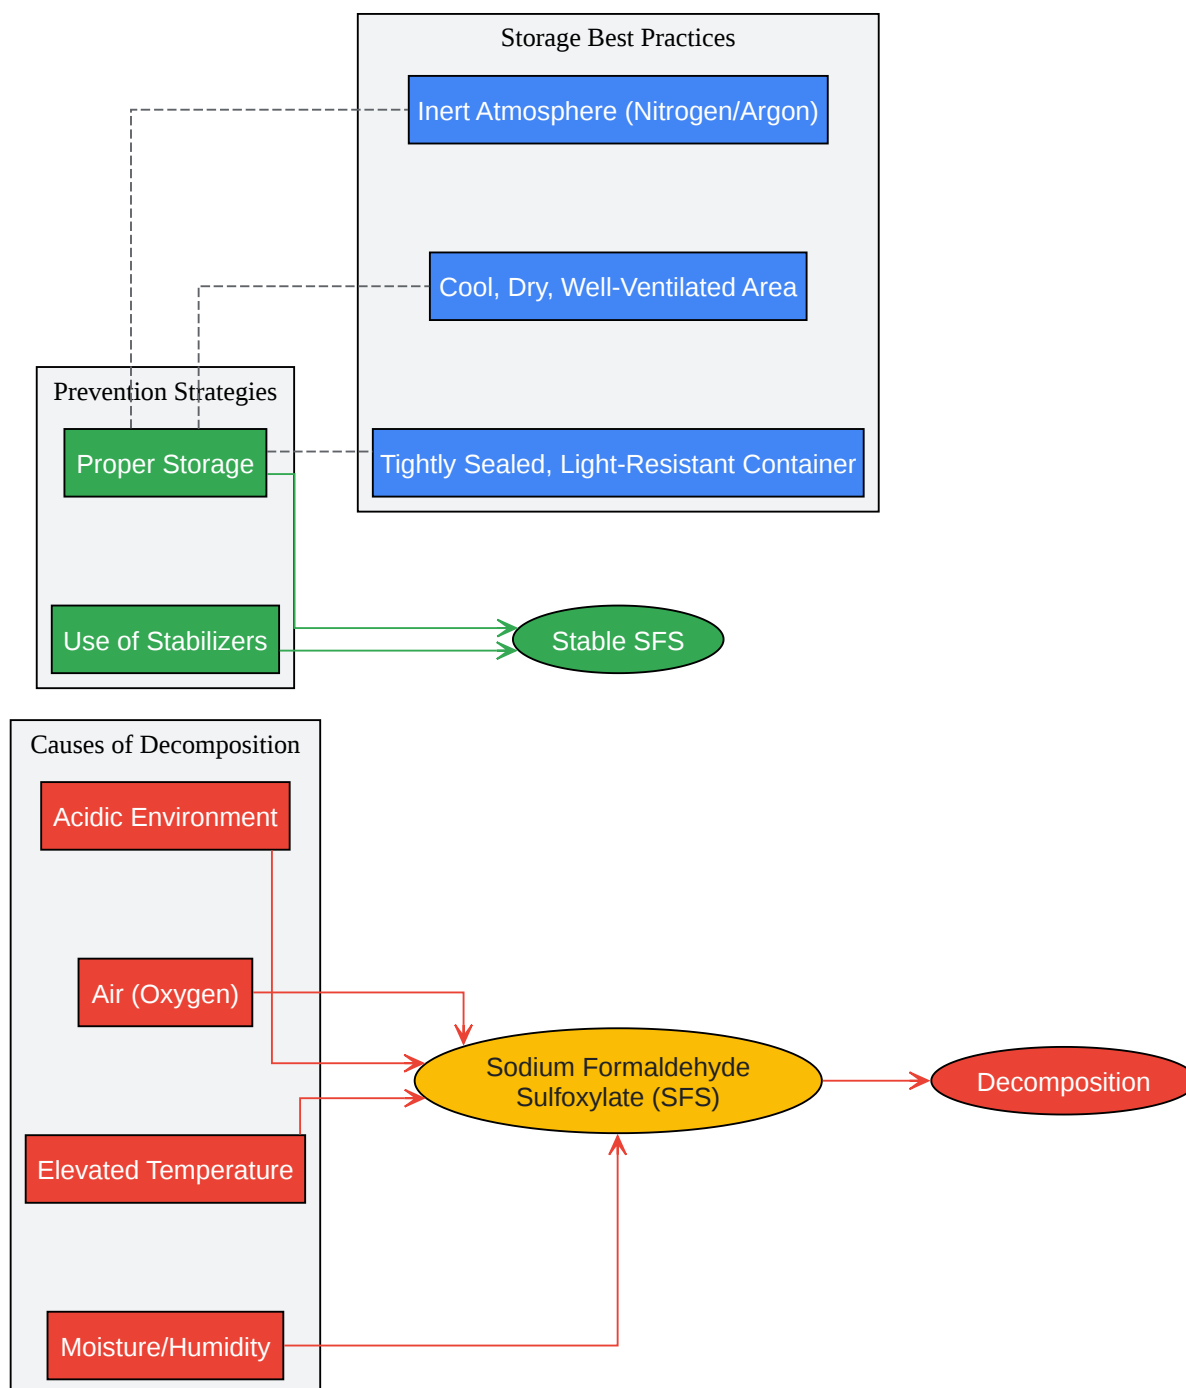 Storage Best Practices
Inert Atmosphere (Nitrogen/Argon)
Cool, Dry, Well-Ventilated Area
Tightly Sealed, Light-Resistant Container
Prevention Strategies
Proper Storage
Use of Stabilizers
Stable SFS
Causes of Decomposition
Acidic Environment
Air (Oxygen)
Elevated Temperature
Moisture/Humidity
Sodium Formaldehyde
Sulfoxylate (SFS)
Decomposition